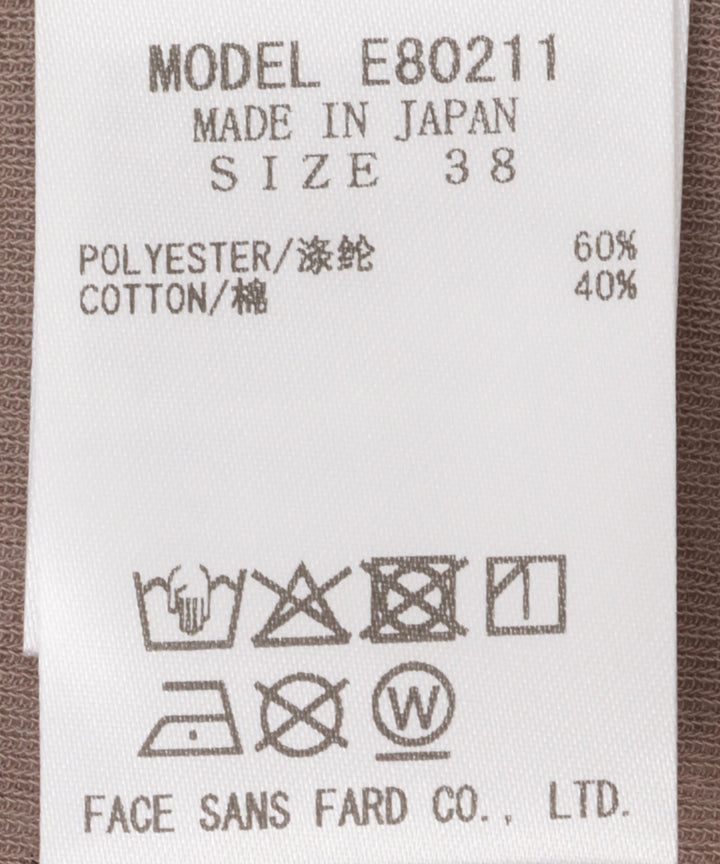 MODEL E80211
MADE IN JAPAN
SIZE 38
POLYESTER/涤纶 60%
COTTON/棉 40%
W
FACE SANS FARD CO., LTD.